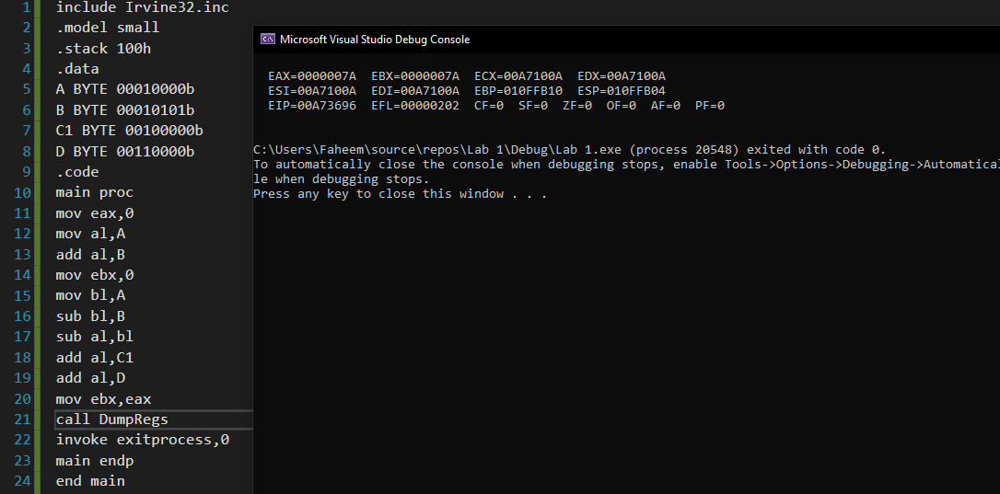 1 include Irvine32.inc
2 .model small
3 .stack 100h
4 .data
5 A BYTE 00010000b
6 B BYTE 00010101b
7 C1 BYTE 00100000b
8 D BYTE 00110000b
9 .code
10 main proc
11 mov eax,0
12 mov al,A
13 add al,B
14 mov ebx,0
15 mov bl,A
16 sub bl,B
17 sub al,bl
18 add al,C1
19 add al,D
20 mov ebx,eax
21 call DumpRegs
22 invoke exitprocess,0
23 main endp
24 end main
Microsoft Visual Studio Debug Console
EAX=0000007A EBX=0000007A ECX=00A7100A EDX=00A7100A
ESI=00A7100A EDI=00A7100A EBP=010FFB10 ESP=010FFB04
EIP=00A73696 EFL=00000202 CF=0 SF=0 ZF=0 OF=0 AF=0 PF=0
C:\Users\Faheem\source\repos\Lab 1\Debug\Lab 1.exe (process 20548) exited with code 0.
To automatically close the console when debugging stops, enable Tools->Options->Debugging->Automatical
le when debugging stops.
Press any key to close this window . . .